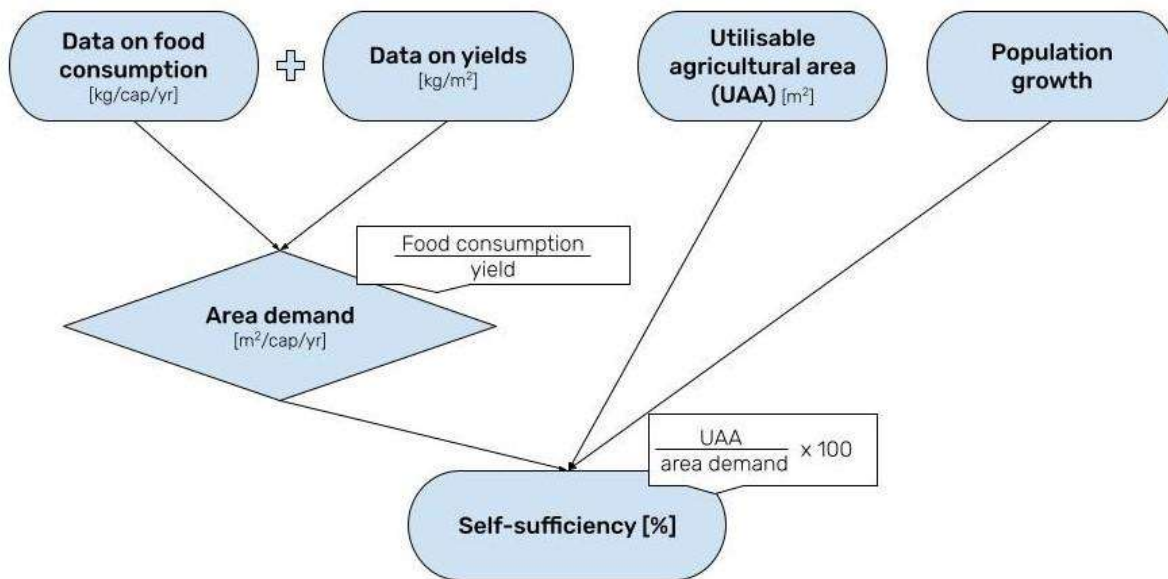 Data on food
consumption
[kg/cap/yr]
Data on yields
[kg/m²]
Utilisable
agricultural area
(UAA) [m²]
Population
growth
Food consumption
yield
Area demand
[m²/cap/yr]
UAA
area demand x 100
Self-sufficiency [%]